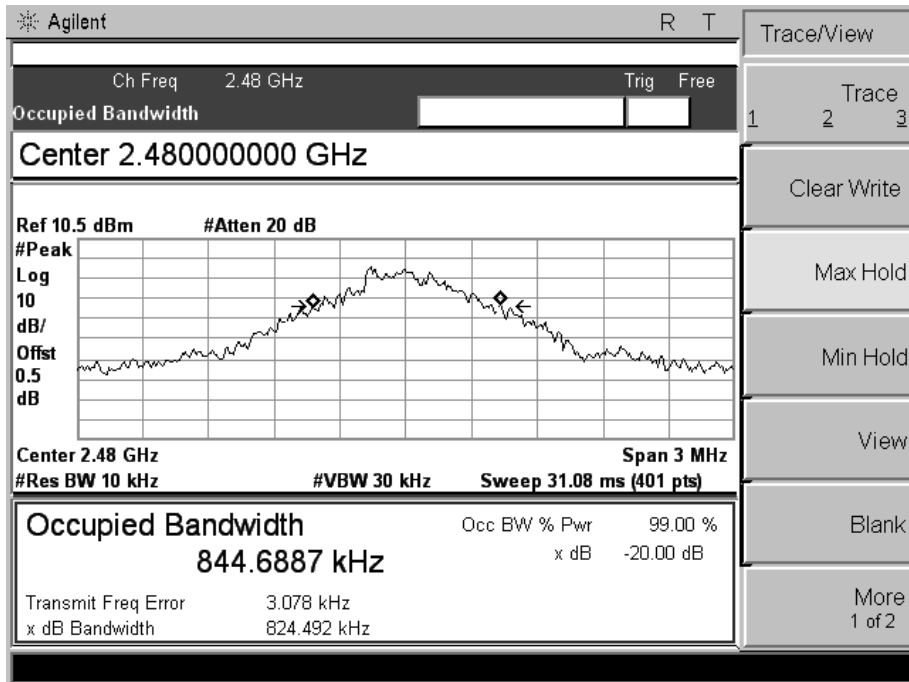 Agilent R T
Ch Freq 2.48 GHz Trig Free
Occupied Bandwidth
Center 2.480000000 GHz
Ref 10.5 dBm #Atten 20 dB
#Peak
Log
10
dB/
Offst
0.5
dB
Center 2.48 GHz Span 3 MHz
#Res BW 10 kHz #VBW 30 kHz Sweep 31.08 ms (401 pts)
Occupied Bandwidth Occ BW % Pwr 99.00 %
844.6887 kHz x dB -20.00 dB
Transmit Freq Error 3.078 kHz
x dB Bandwidth 824.492 kHz
Trace/View
Trace
1 2 3
Clear Write
Max Hold
Min Hold
View
Blank
More
1 of 2